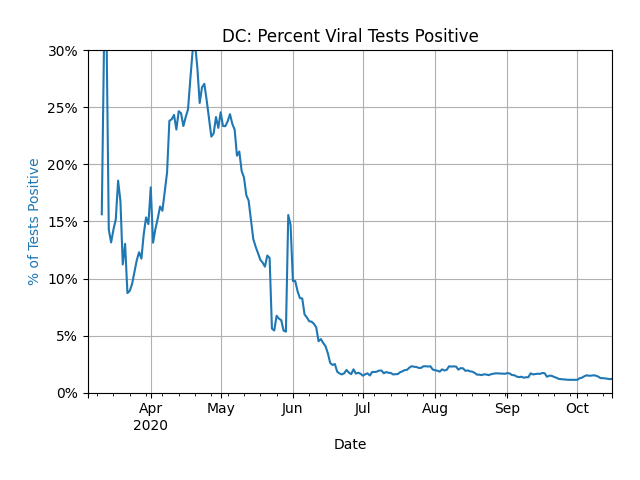 DC: Percent Viral Tests Positive
30%
25%
20%
15%
10%
5%
0%
% of Tests Positive
Apr May Jun Jul Aug Sep Oct
2020
Date